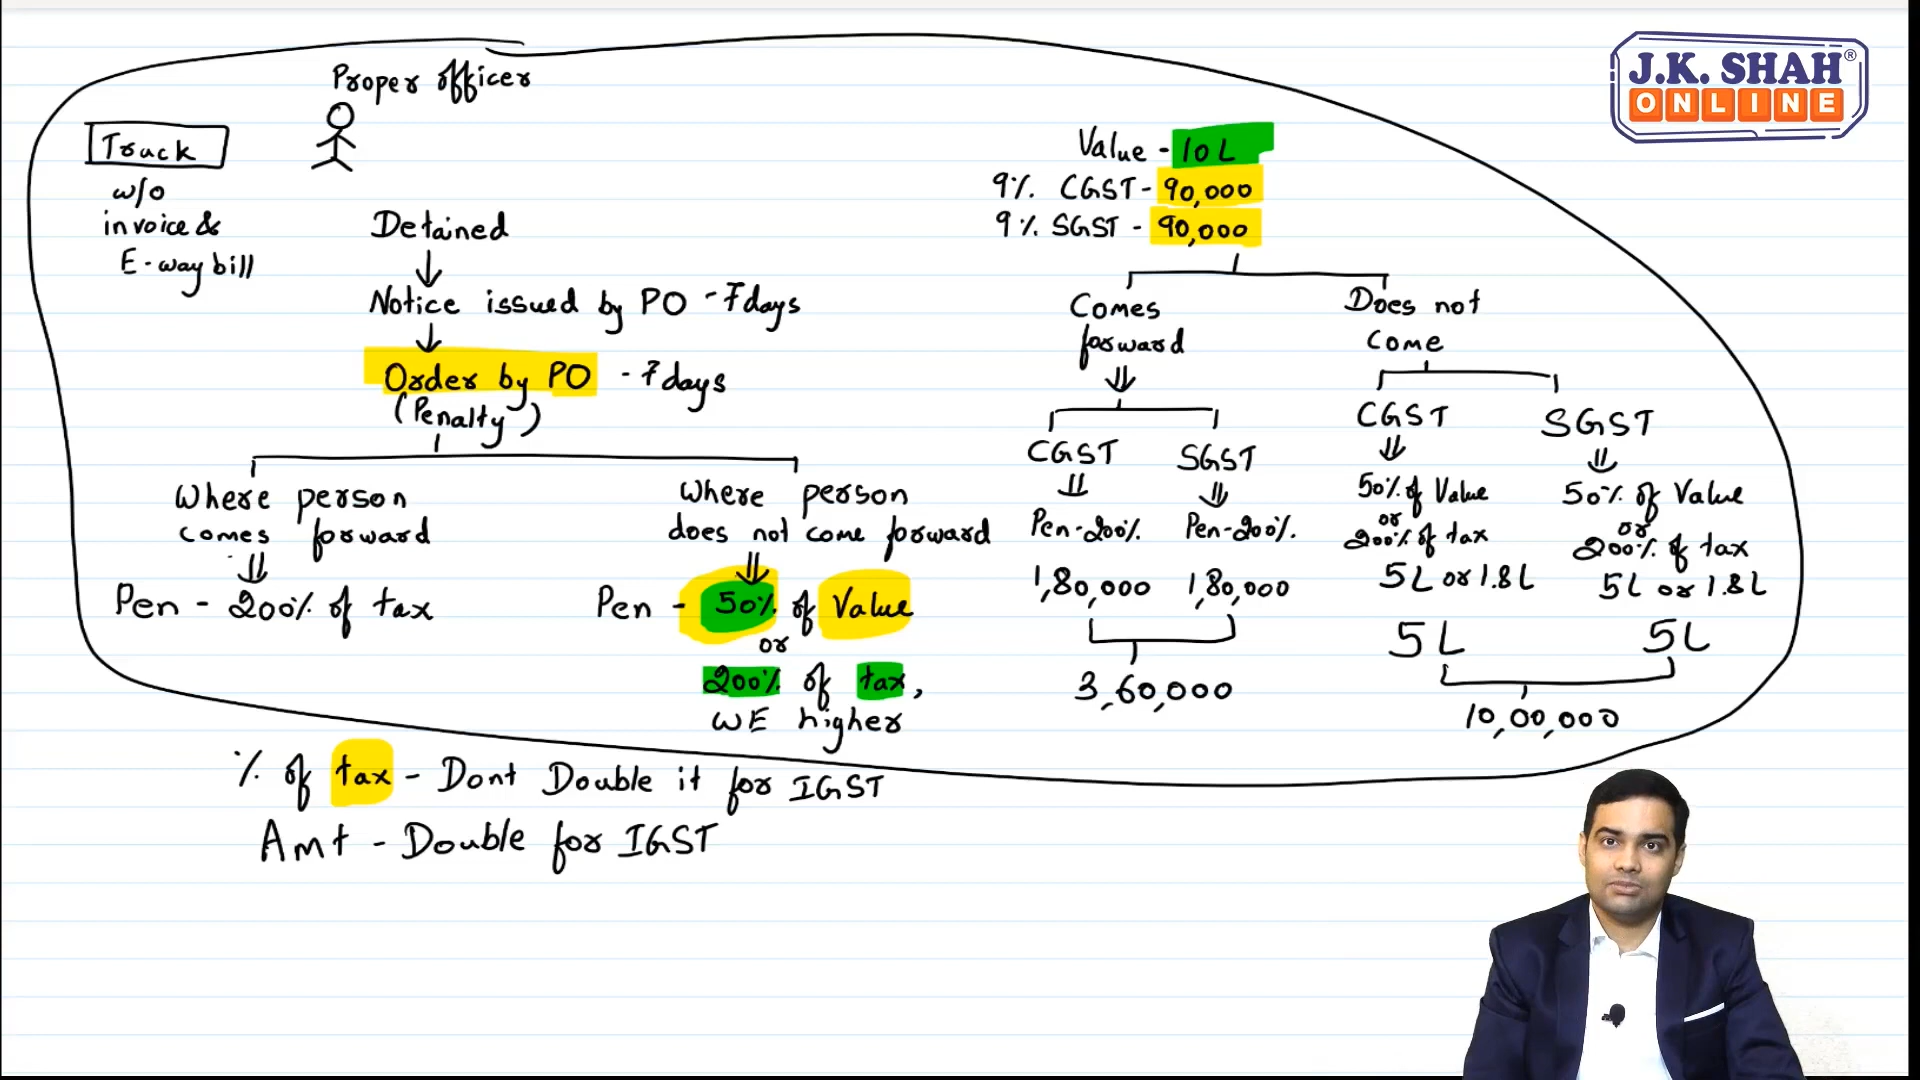 J.K. SHAH®
ONLINE
Proper officer
Truck
w/o
invoice &
E-way bill
Detained
Notice issued by PO - 7 days
Order by PO - 7 days
(Penalty)
Where person
comes forward
Pen - 200% of tax
Where person
does not come forward
Pen - 50% of Value
or
200% of tax,
WE higher
Value - 10 L
9% CGST - 90,000
9% SGST - 90,000
Comes
forward
CGST
Pen-200%
1,80,000
SGST
Pen-200%.
1,80,000
3,60,000
Does not
come
CGST
50% of Value
or
200% of tax
5L or 1.8L
5L
SGST
50% of Value
or
200% of tax
5L or 1.8L
5L
10,00,000
% of tax - Dont Double it for IGST
Amt - Double for IGST